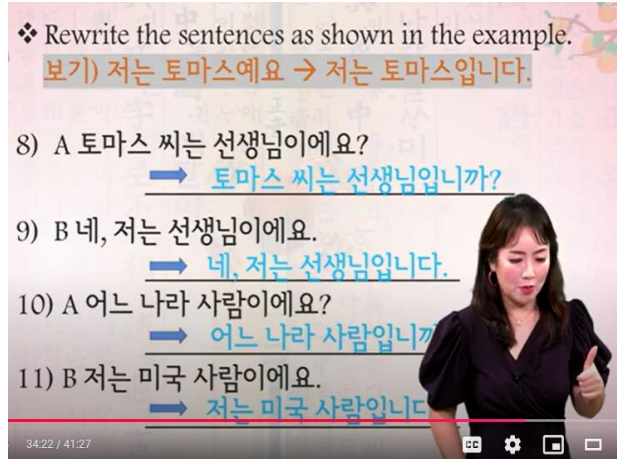 ❖ Rewrite the sentences as shown in the example.
보기) 저는 토마스예요 → 저는 토마스입니다.
8) A 토마스 씨는 선생님이에요?
➡ 토마스 씨는 선생님입니까?
9) B 네, 저는 선생님이에요.
➡ 네, 저는 선생님입니다.
10) A 어느 나라 사람이에요?
➡ 어느 나라 사람입니
11) B 저는 미국 사람이에요.
➡ 저는 미국 사람입니
34:22 / 41:27
CC